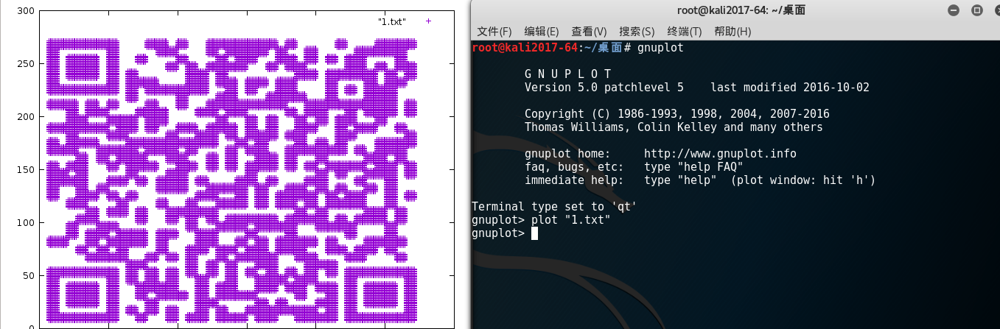 300
"1.txt"
250
200
150
100
50
0
root@kali2017-64: ~/桌面
文件(F) 编辑(E) 查看(V) 搜索(S) 终端(T) 帮助(H)
root@kali2017-64:~/桌面# gnuplot
G N U P L O T
Version 5.0 patchlevel 5    last modified 2016-10-02
Copyright (C) 1986-1993, 1998, 2004, 2007-2016
Thomas Williams, Colin Kelley and many others
gnuplot home:     http://www.gnuplot.info
faq, bugs, etc:   type "help FAQ"
immediate help:   type "help"  (plot window: hit 'h')
Terminal type set to 'qt'
gnuplot> plot "1.txt"
gnuplot>